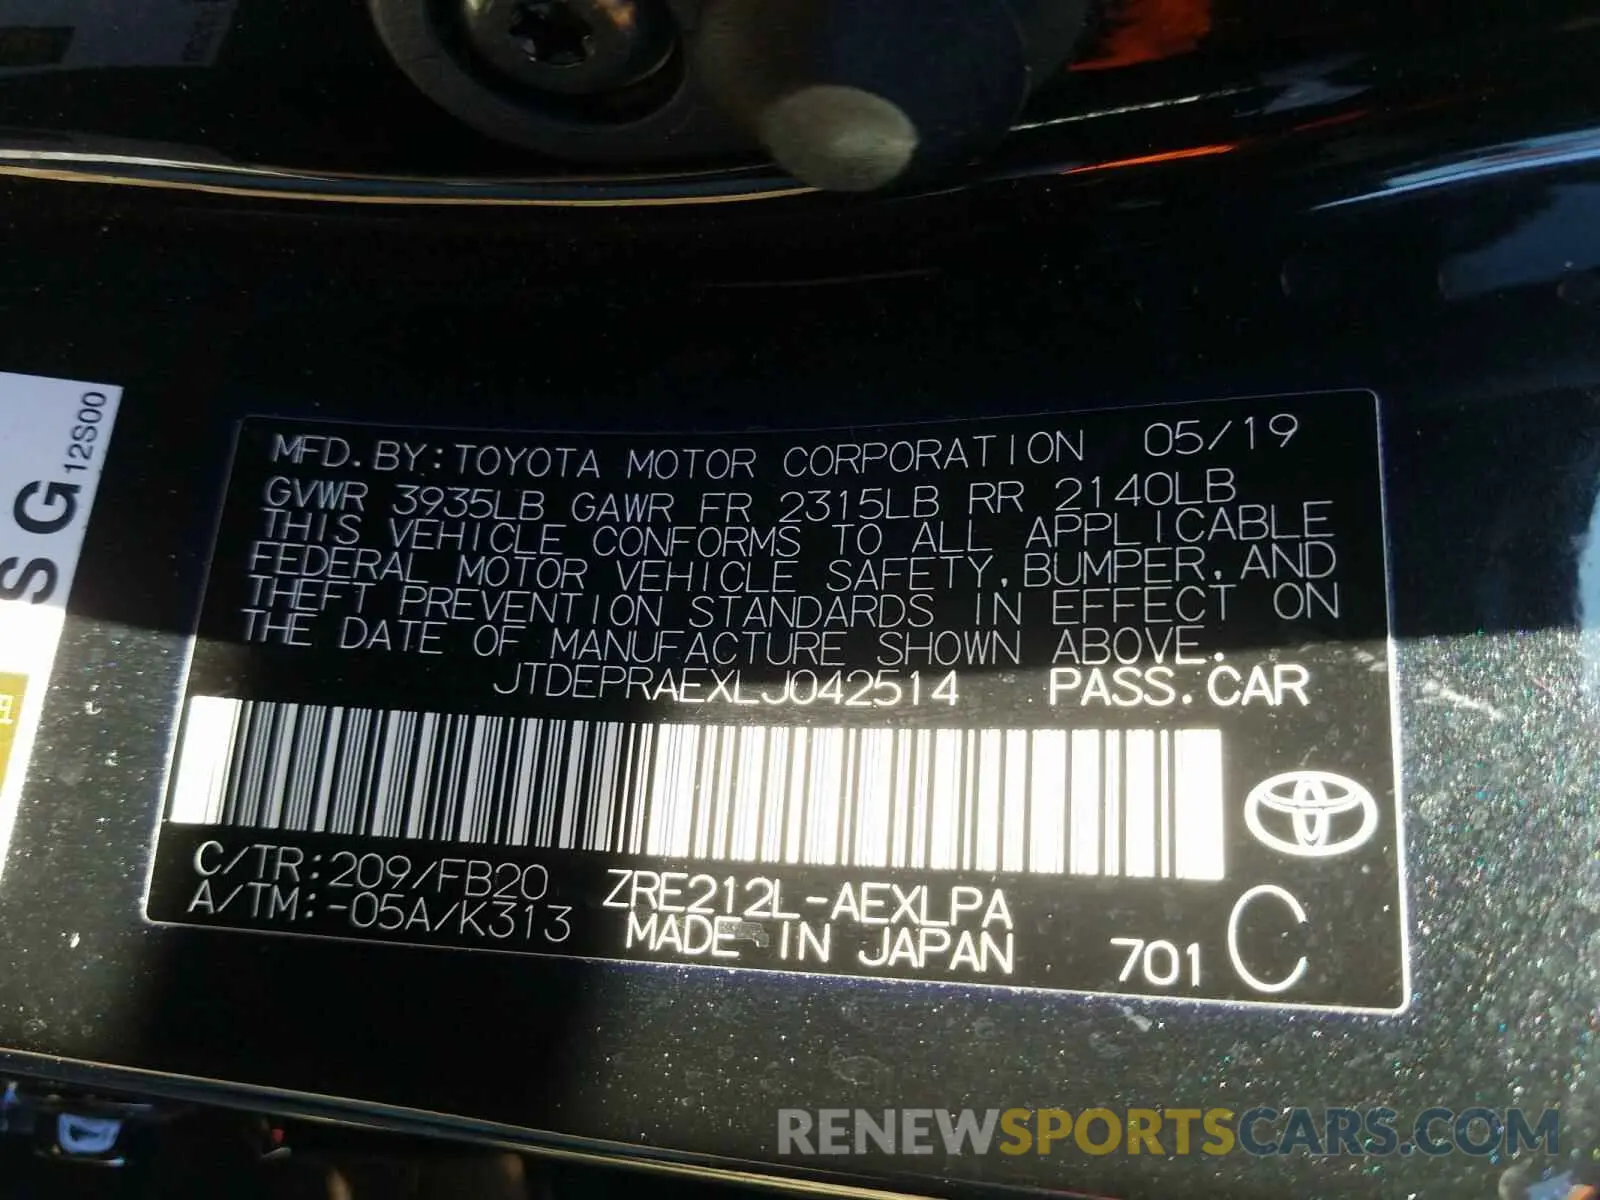 MFD. BY: TOYOTA MOTOR CORPORATION 05/19
GVWR 3935LB GAWR FR 2315LB RR 2140LB
THIS VEHICLE CONFORMS TO ALL APPLICABLE
FEDERAL MOTOR VEHICLE SAFETY, BUMPER, AND
THEFT PREVENTION STANDARDS IN EFFECT ON
THE DATE OF MANUFACTURE SHOWN ABOVE.
JTDEPRAEXLJ042514 PASS. CAR
C/TR: 209/FB20 ZRE212L-AEXLPA
A/TM: -05A/K313 MADE IN JAPAN 701 C
SG 12S00
RENEWSPORTSCARS.COM